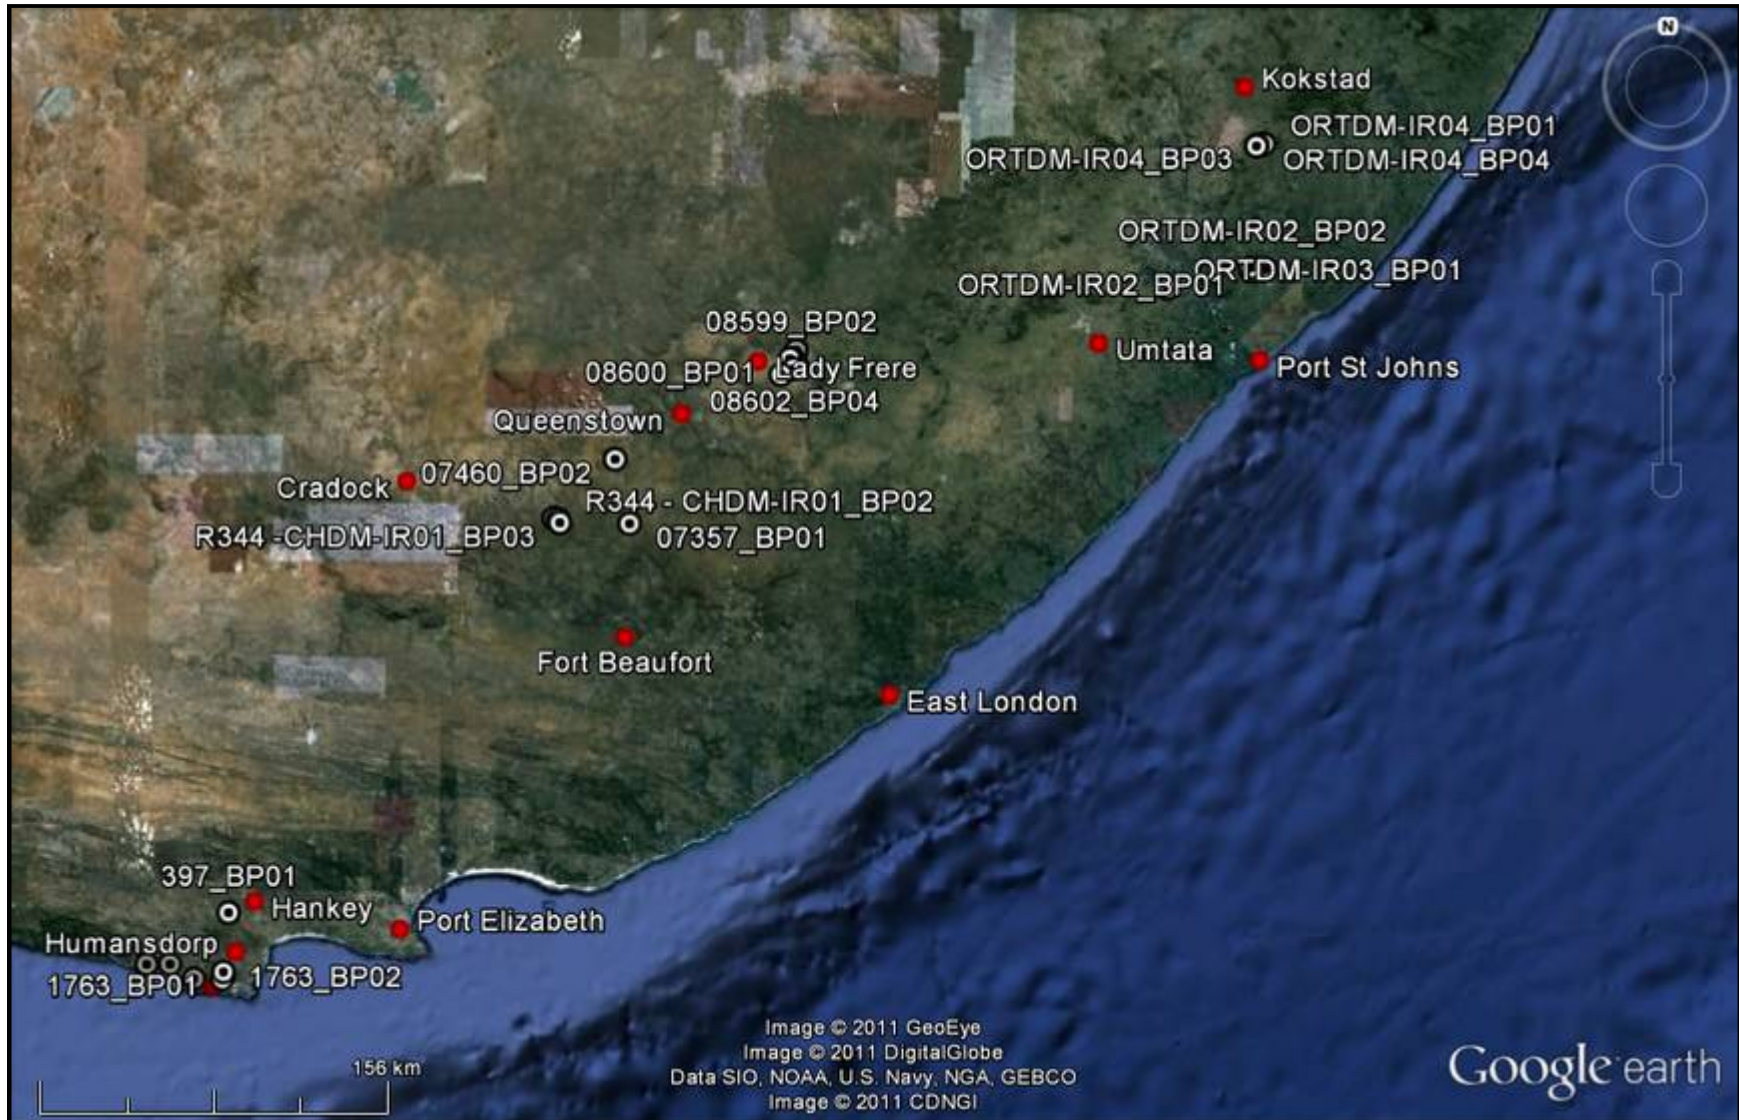 N
Kokstad
ORTDM-IR04_BP01
ORTDM-IR04_BP03
ORTDM-IR04_BP04
ORTDM-IR02_BP02
ORTDM-IR03_BP01
ORTDM-IR02_BP01
08599_BP02
Umtata
Port St Johns
08600_BP01
Lady Frere
08602_BP04
Queenstown
07460_BP02
Cradock
R344 - CHDM-IR01_BP02
R344 -CHDM-IR01_BP03
07357_BP01
Fort Beaufort
East London
397_BP01
Hankey
Port Elizabeth
Humansdorp
1763_BP01
1763_BP02
Image © 2011 GeoEye
Image © 2011 DigitalGlobe
Data SIO, NOAA, U.S. Navy, NGA, GEBCO
Image © 2011 CDNGI
156 km
Google earth